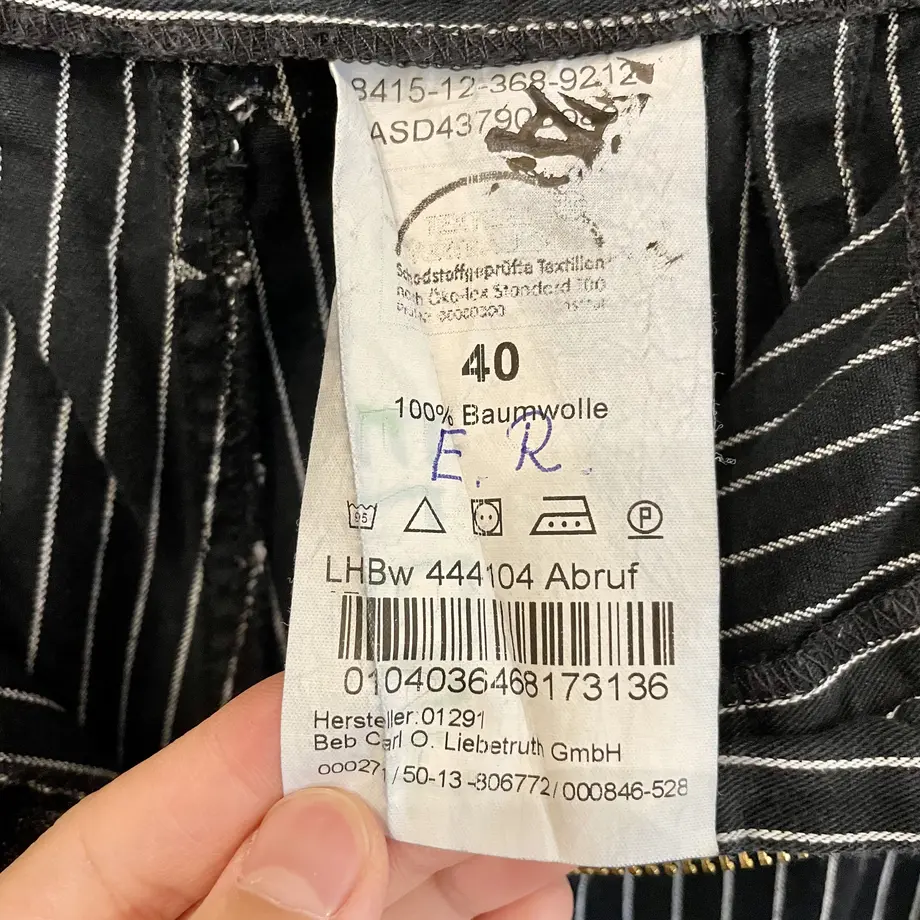 8415-12-368-9212
Schadstoffgeprüfte Textilien
nach Öko-Tex Standard 100
40
100% Baumwolle
E. R.
95
P
LHBw 444104 Abruf
0104036468173136
Hersteller:01291
Beb Carl O. Liebetruth GmbH
000271/50-13-806772/000846-528